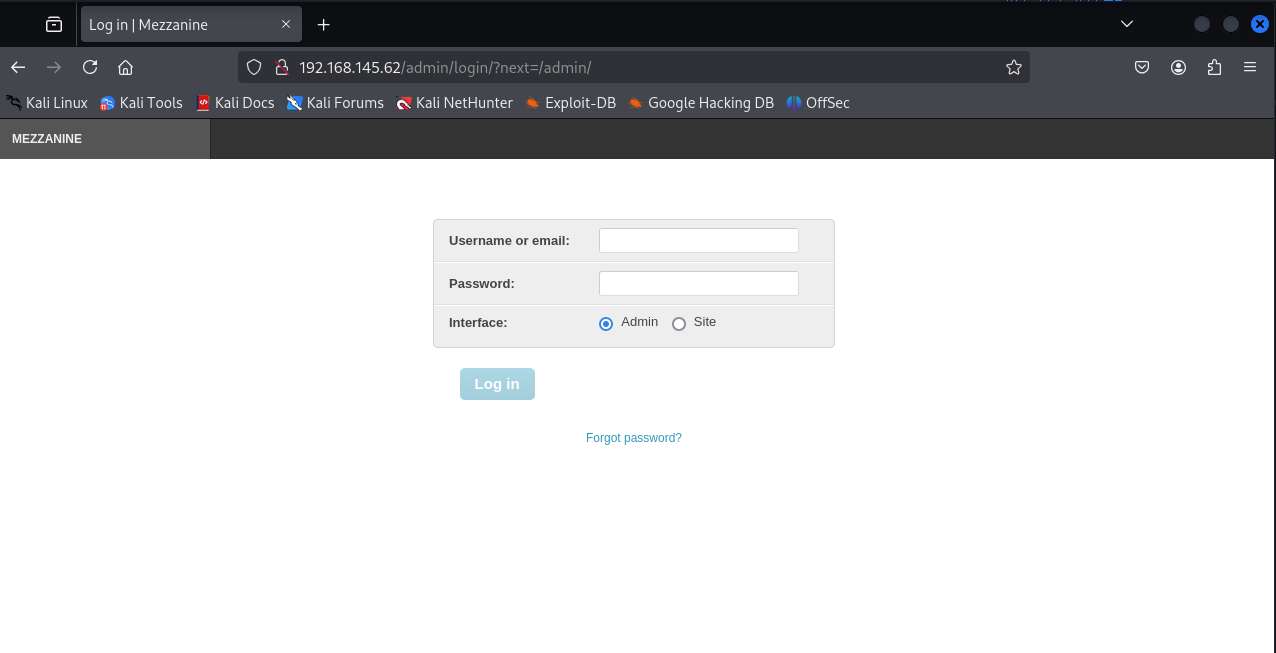 Log in | Mezzanine
192.168.145.62/admin/login/?next=/admin/
Kali Linux Kali Tools Kali Docs Kali Forums Kali NetHunter Exploit-DB Google Hacking DB OffSec
MEZZANINE
Username or email:
Password:
Interface: Admin Site
Log in
Forgot password?